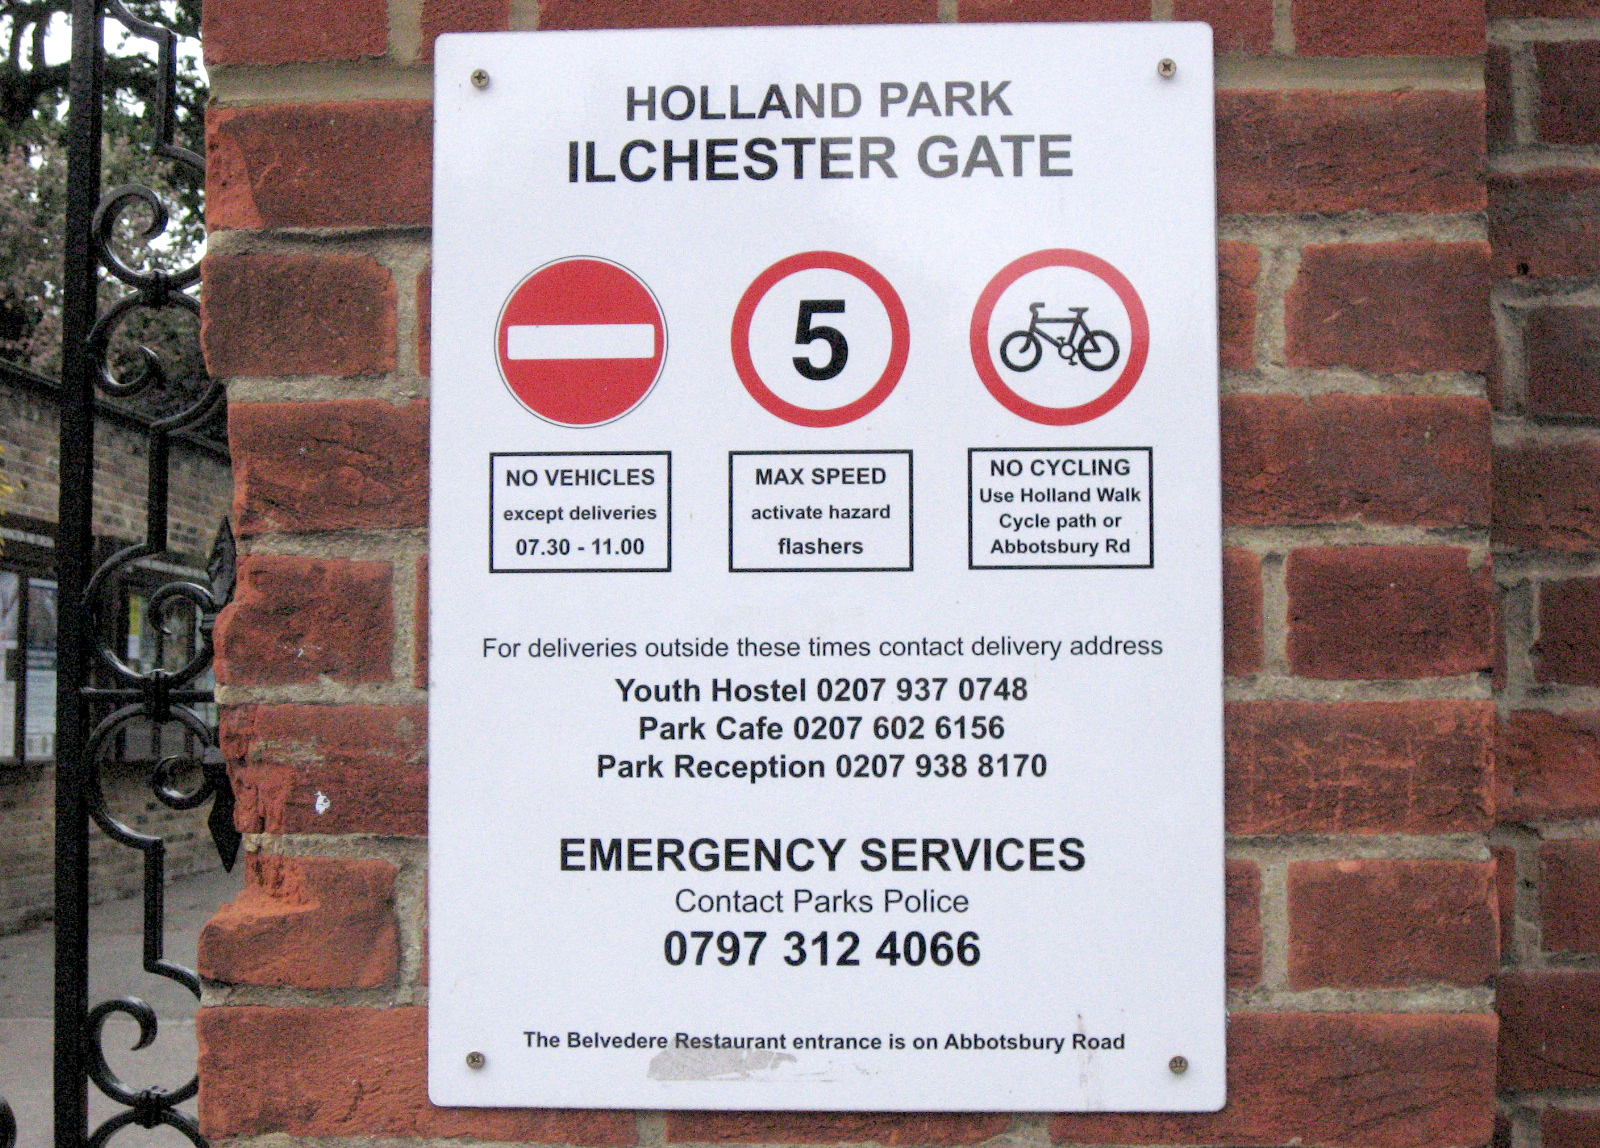 HOLLAND PARK
ILCHESTER GATE
5
NO VEHICLES
except deliveries
07.30 - 11.00
MAX SPEED
activate hazard
flashers
NO CYCLING
Use Holland Walk
Cycle path or
Abbotsbury Rd
For deliveries outside these times contact delivery address
Youth Hostel 0207 937 0748
Park Cafe 0207 602 6156
Park Reception 0207 938 8170
EMERGENCY SERVICES
Contact Parks Police
0797 312 4066
The Belvedere Restaurant entrance is on Abbotsbury Road